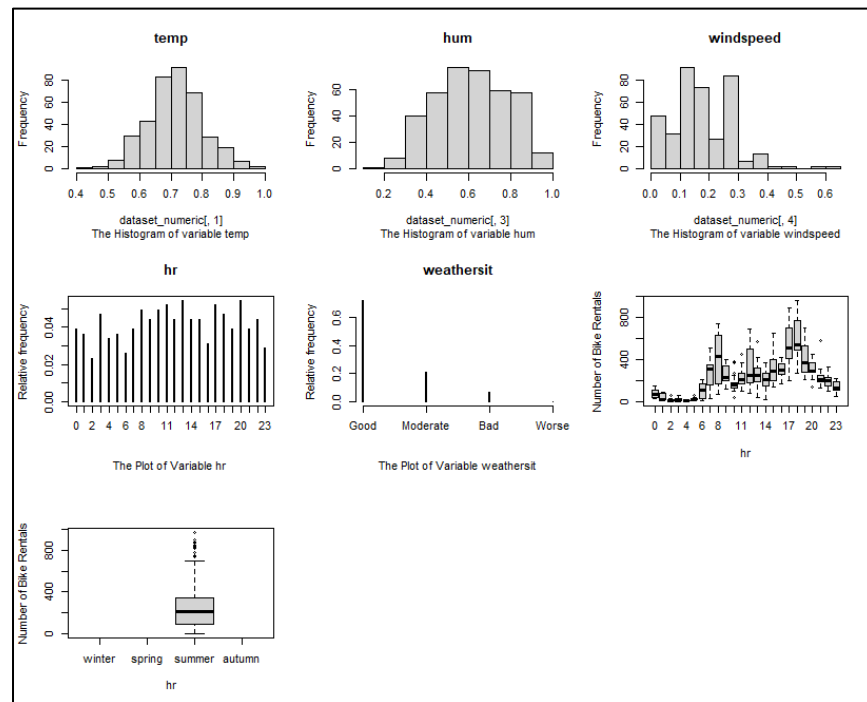 temp
Frequency
0 20 40 60 80
0.4 0.5 0.6 0.7 0.8 0.9 1.0
dataset_numeric[, 1]
The Histogram of variable temp
hum
Frequency
0 20 40 60
0.2 0.4 0.6 0.8 1.0
dataset_numeric[, 3]
The Histogram of variable hum
windspeed
Frequency
0 20 40 60 80
0.0 0.1 0.2 0.3 0.4 0.5 0.6
dataset_numeric[, 4]
The Histogram of variable windspeed
hr
Relative frequency
0.00 0.02 0.04
0 2 4 6 8 11 14 17 20 23
The Plot of Variable hr
weathersit
Relative frequency
0.0 0.2 0.4 0.6
Good Moderate Bad Worse
The Plot of Variable weathersit
Number of Bike Rentals
0 400 800
0 2 4 6 8 11 14 17 20 23
hr
Number of Bike Rentals
0 400 800
winter spring summer autumn
hr